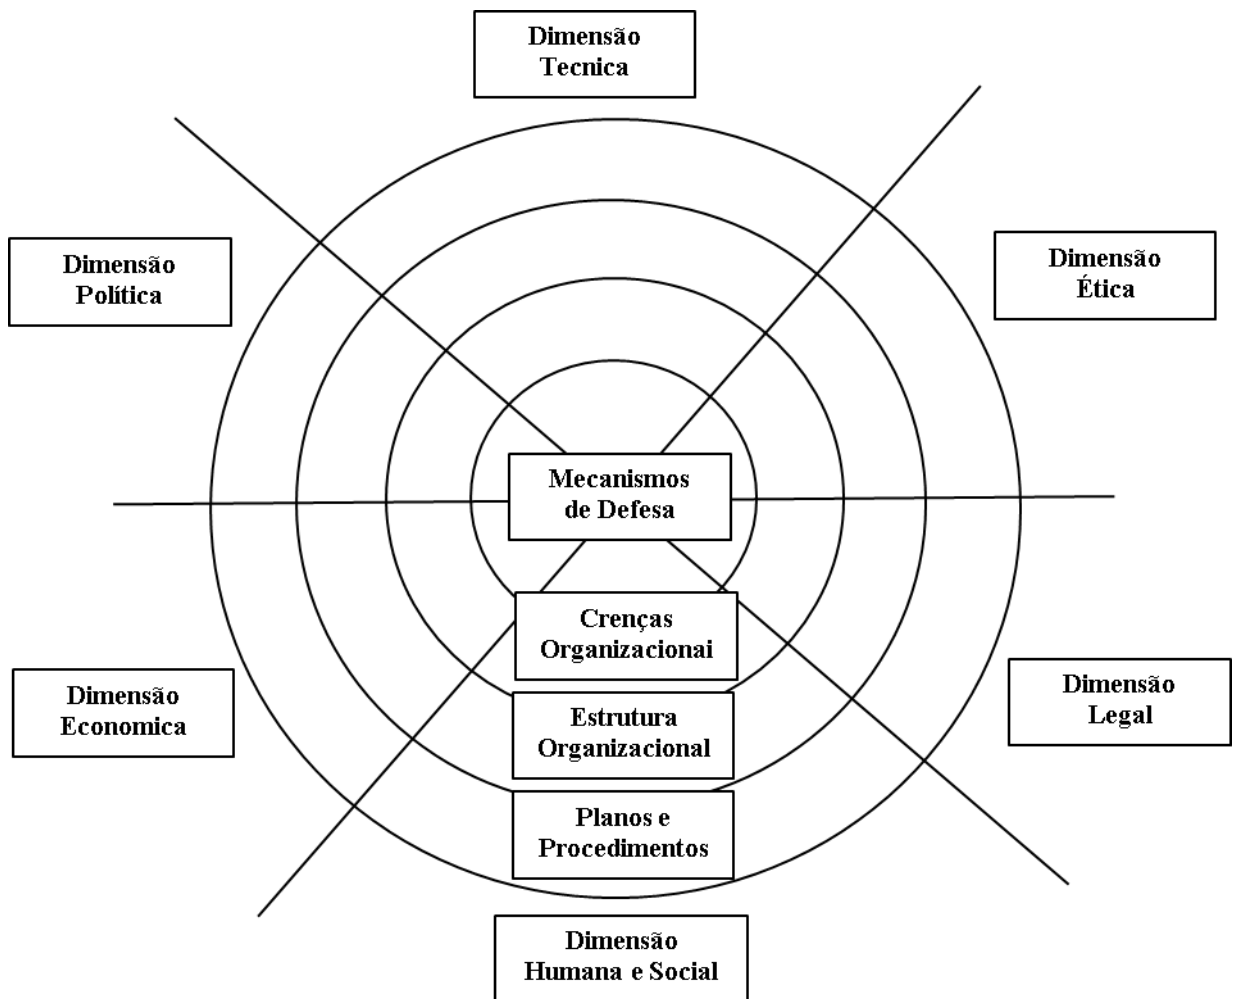 Dimensão
Tecnica
Dimensão
Política
Dimensão
Ética
Mecanismos
de Defesa
Crenças
Organizacionai
Dimensão
Economica
Dimensão
Legal
Estrutura
Organizacional
Planos e
Procedimentos
Dimensão
Humana e Social